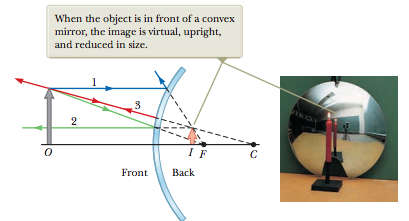 When the object is in front of a convex
mirror, the image is virtual, upright,
and reduced in size.
1
3
2
O
I
F
C
Front
Back